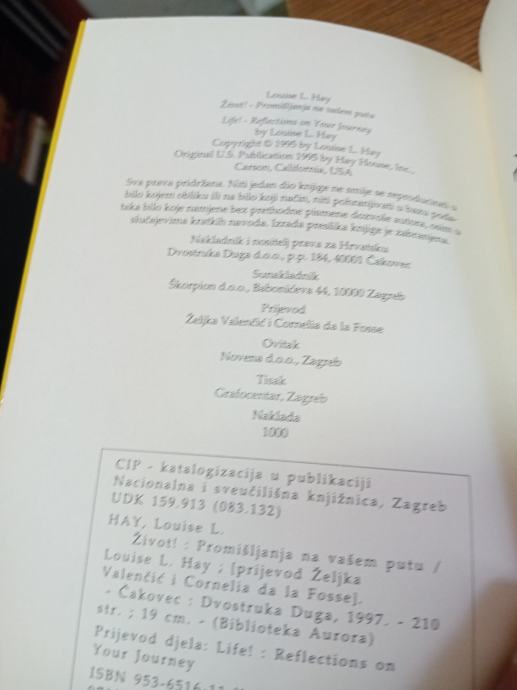 Louise L. Hay
Život! - Promišljanja na vašem putu
Life! - Reflections on Your Journey
by Louise L. Hay
Copyright © 1995 by Louise L. Hay
Original U.S. Publication 1995 by Hay House, Inc.,
Carson, California, USA
Sva prava pridržana. Niti jedan dio knjige ne smije se reproducirati u
bilo kojem obliku ili na bilo koji način, niti pohranjivati u bazu poda-
taka bilo koje namjene bez prethodne pismene dozvole autora, osim u
slučajevima kratkih navoda. Izrada preslika knjige je zabranjena.
Nakladnik i nositelj prava za Hrvatsku
Dvostruka Duga d.o.o., p.p. 184, 40001 Čakovec
Sunakladnik
Škorpion d.o.o., Babonićeva 44, 10000 Zagreb
Prijevod
Željka Valenčić i Cornelia da la Fosse
Ovitak
Novena d.o.o., Zagreb
Tisak
Grafocentar, Zagreb
Naklada
1000
CIP - katalogizacija u publikaciji
Nacionalna i sveučilišna knjižnica, Zagreb
UDK 159.913 (083.132)
HAY, Louise L.
Život! : Promišljanja na vašem putu /
Louise L. Hay ; [prijevod Željka
Valenčić i Cornelia da la Fosse].
- Čakovec : Dvostruka Duga, 1997. - 210
str. ; 19 cm. - (Biblioteka Aurora)
Prijevod djela: Life! : Reflections on
Your Journey
ISBN 953-6516-11-